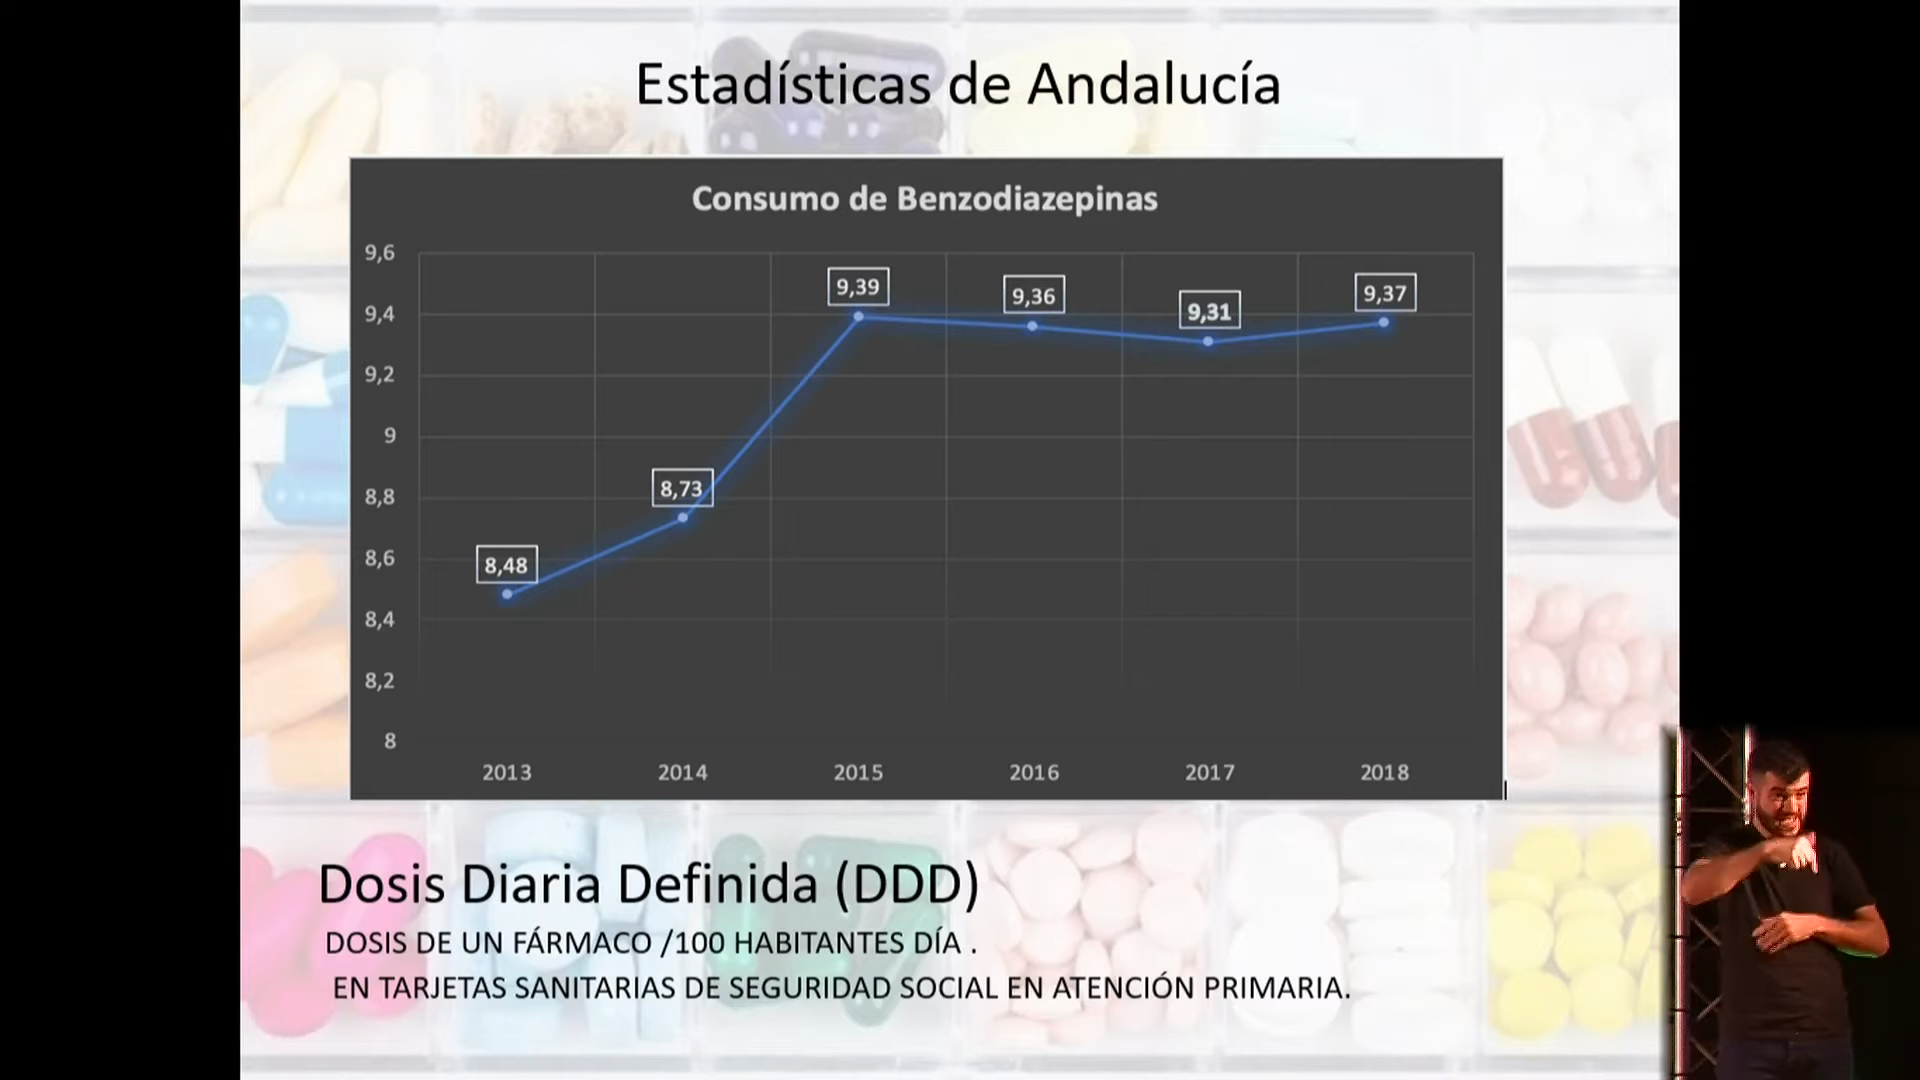 Estadísticas de Andalucía
Consumo de Benzodiazepinas
9,6
9,4
9,2
9
8,8
8,6
8,4
8,2
8
8,48
8,73
9,39
9,36
9,31
9,37
2013 2014 2015 2016 2017 2018
Dosis Diaria Definida (DDD)
DOSIS DE UN FÁRMACO /100 HABITANTES DÍA .
EN TARJETAS SANITARIAS DE SEGURIDAD SOCIAL EN ATENCIÓN PRIMARIA.